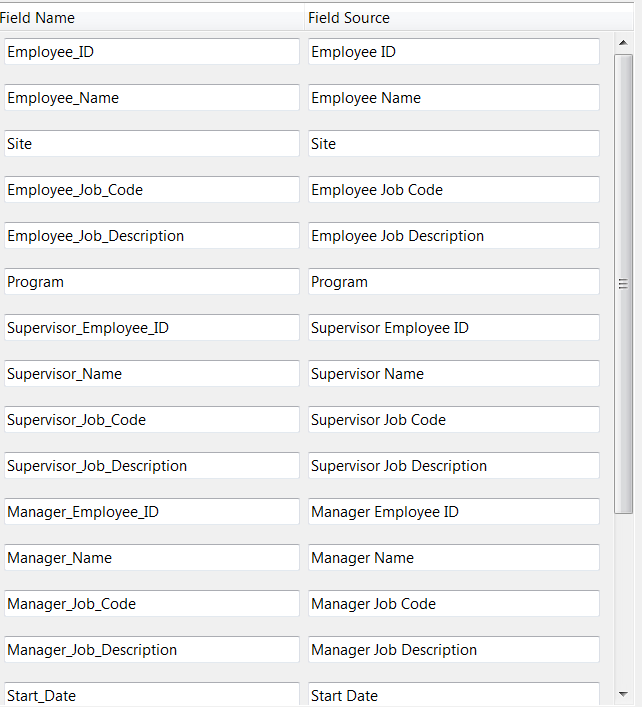 Field Name Field Source
Employee_ID Employee ID
Employee_Name Employee Name
Site Site
Employee_Job_Code Employee Job Code
Employee_Job_Description Employee Job Description
Program Program
Supervisor_Employee_ID Supervisor Employee ID
Supervisor_Name Supervisor Name
Supervisor_Job_Code Supervisor Job Code
Supervisor_Job_Description Supervisor Job Description
Manager_Employee_ID Manager Employee ID
Manager_Name Manager Name
Manager_Job_Code Manager Job Code
Manager_Job_Description Manager Job Description
Start_Date Start Date